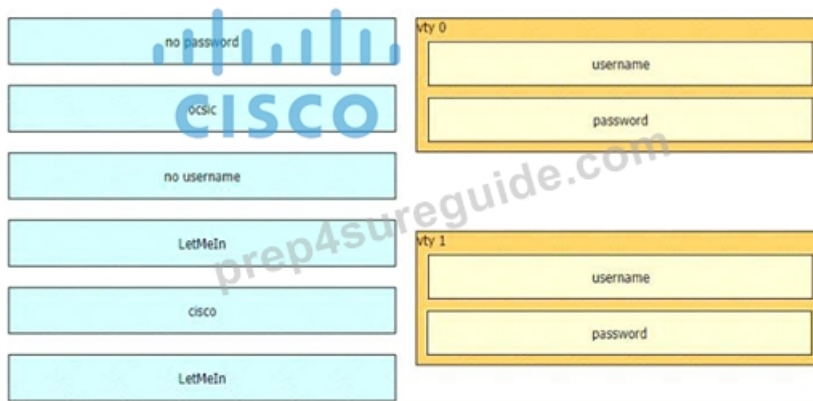 no password
ocsic
no username
LetMeIn
cisco
LetMeIn
vty 0
username
password
vty 1
username
password
CISCO
prep4sureguide.com